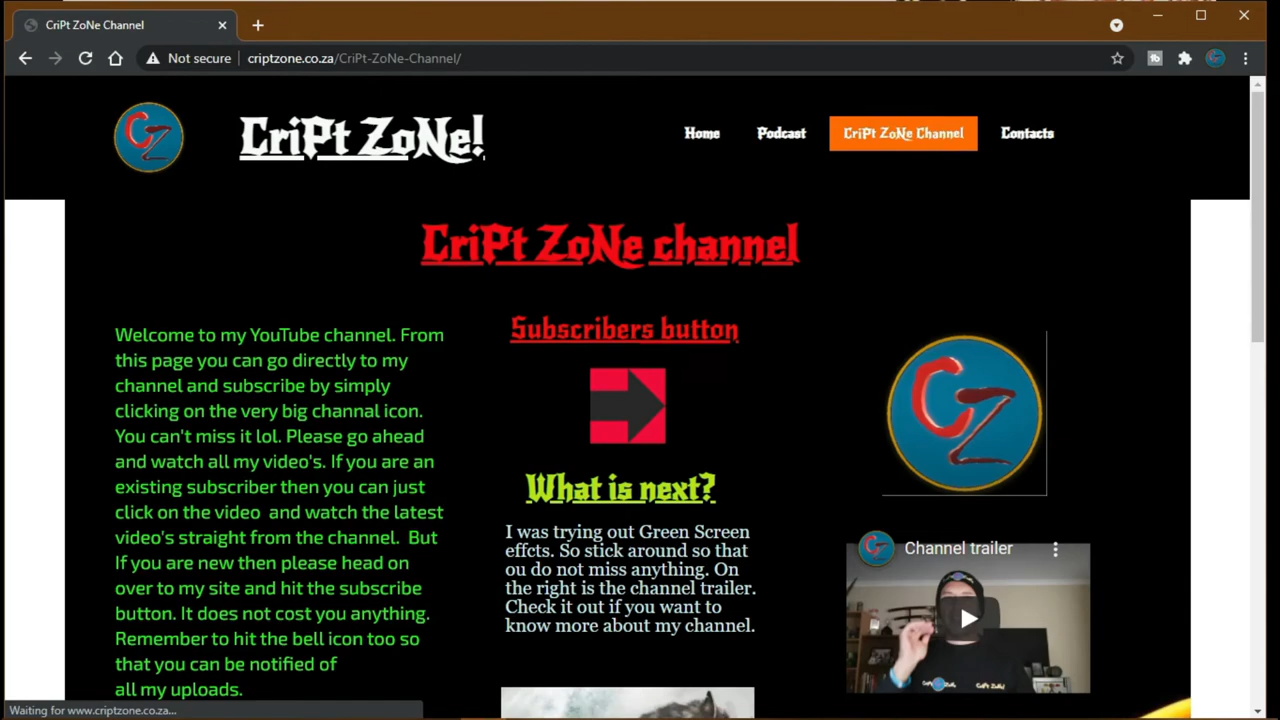 CriPt ZoNe Channel
Not secure
criptzone.co.za/CriPt-ZoNe-Channel/
CZ
CriPt ZoNe!
Home
Podcast
CriPt ZoNe Channel
Contacts
CriPt ZoNe channel
Welcome to my YouTube channel. From
this page you can go directly to my
channel and subscribe by simply
clicking on the very big channal icon.
You can't miss it lol. Please go ahead
and watch all my video's. If you are an
existing subscriber then you can just
click on the video and watch the latest
video's straight from the channel. But
If you are new then please head on
over to my site and hit the subscribe
button. It does not cost you anything.
Remember to hit the bell icon too so
that you can be notified of
all my uploads.
Subscribers button
What is next?
I was trying out Green Screen
effcts. So stick around so that
ou do not miss anything. On
the right is the channel trailer.
Check it out if you want to
know more about my channel.
CZ
Channel trailer
Waiting for www.criptzone.co.za...